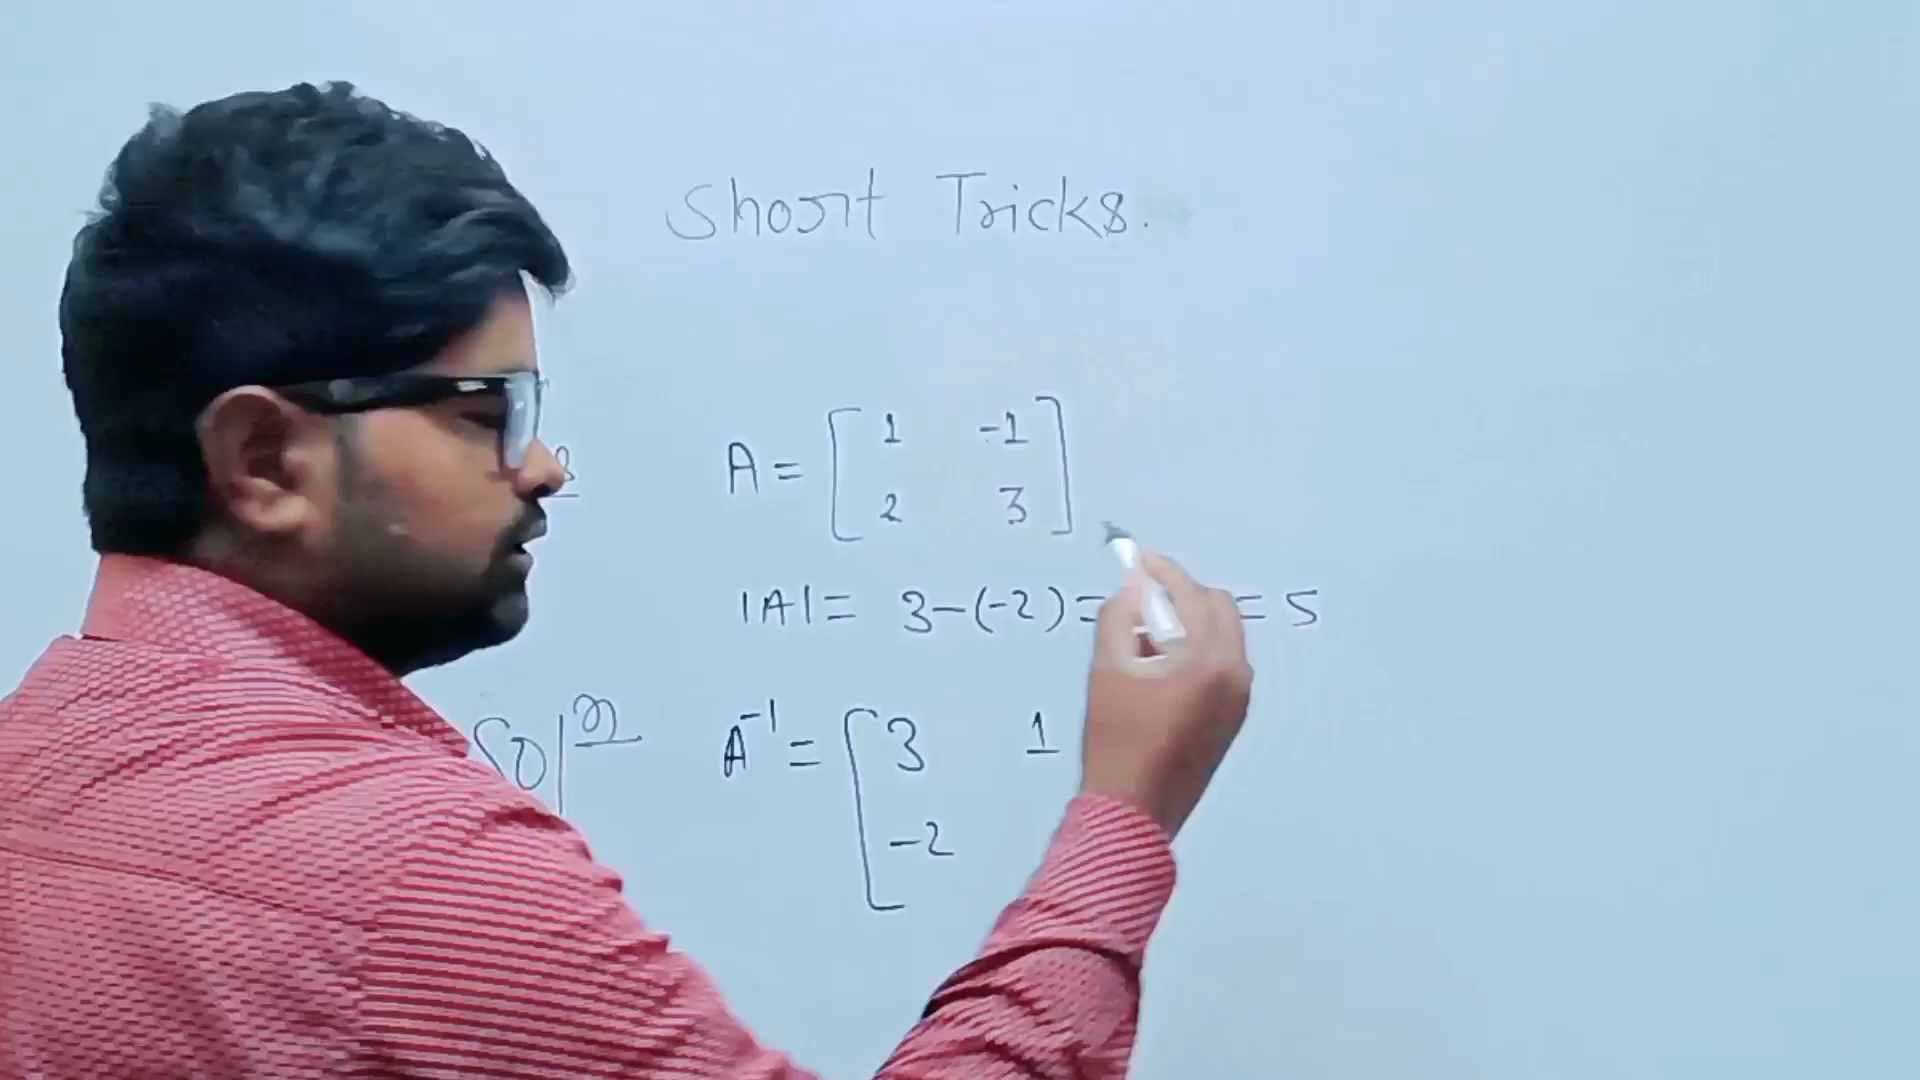 Short Tricks.
A = [ 1 -1
2 3 ]
|A| = 3-(-2) = = 5
Sol n A⁻¹ = [ 3 1
-2